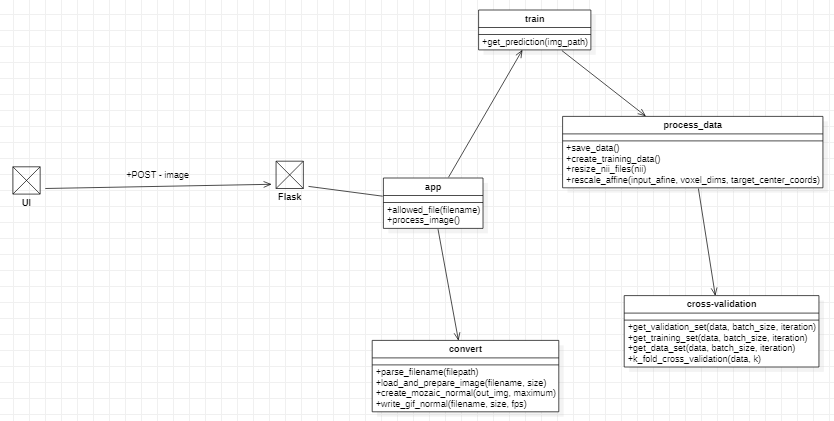 train
+get_prediction(img_path)
process_data
+save_data()
+create_training_data()
+resize_nii_files(nii)
+rescale_affine(input_afine, voxel_dims, target_center_coords)
+POST - image
UI
Flask
app
+allowed_file(filename)
+process_image()
cross-validation
+get_validation_set(data, batch_size, iteration)
+get_training_set(data, batch_size, iteration)
+get_data_set(data, batch_size, iteration)
+k_fold_cross_validation(data, k)
convert
+parse_filename(filepath)
+load_and_prepare_image(filename, size)
+create_mozaic_normal(out_img, maximum)
+write_gif_normal(filename, size, fps)